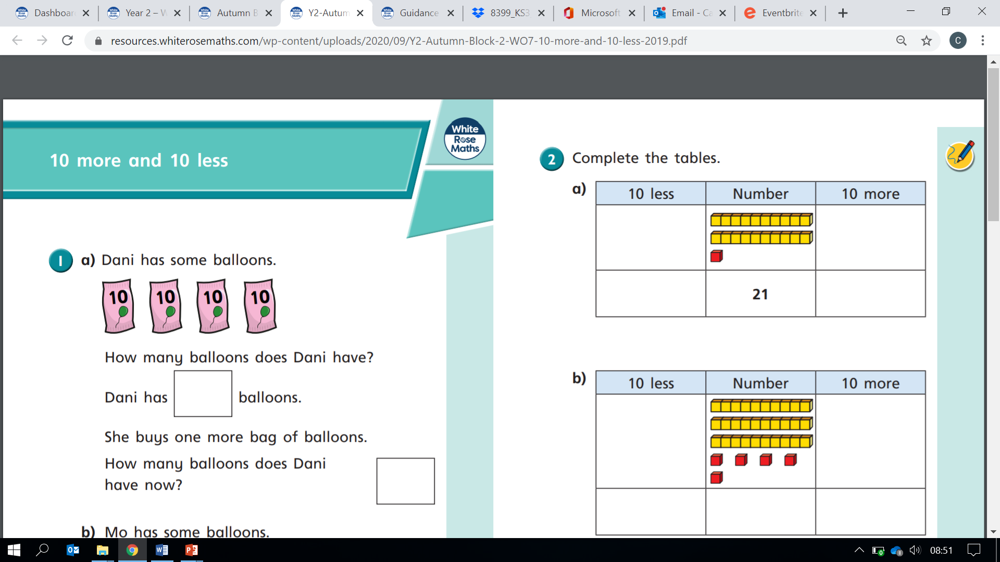 Dashboar
Year 2 – W
Autumn B
Y2-Autum
Guidance
8399_KS3
Microsoft
Email - Ca
Eventbrite
resources.whiterosemaths.com/wp-content/uploads/2020/09/Y2-Autumn-Block-2-WO7-10-more-and-10-less-2019.pdf
C
10 more and 10 less
White
Rose
Maths
1 a) Dani has some balloons.
10 10 10 10
How many balloons does Dani have?
Dani has balloons.
She buys one more bag of balloons.
How many balloons does Dani
have now?
b) Mo has some balloons.
2 Complete the tables.
a) 10 less Number 10 more
21
b) 10 less Number 10 more
08:51